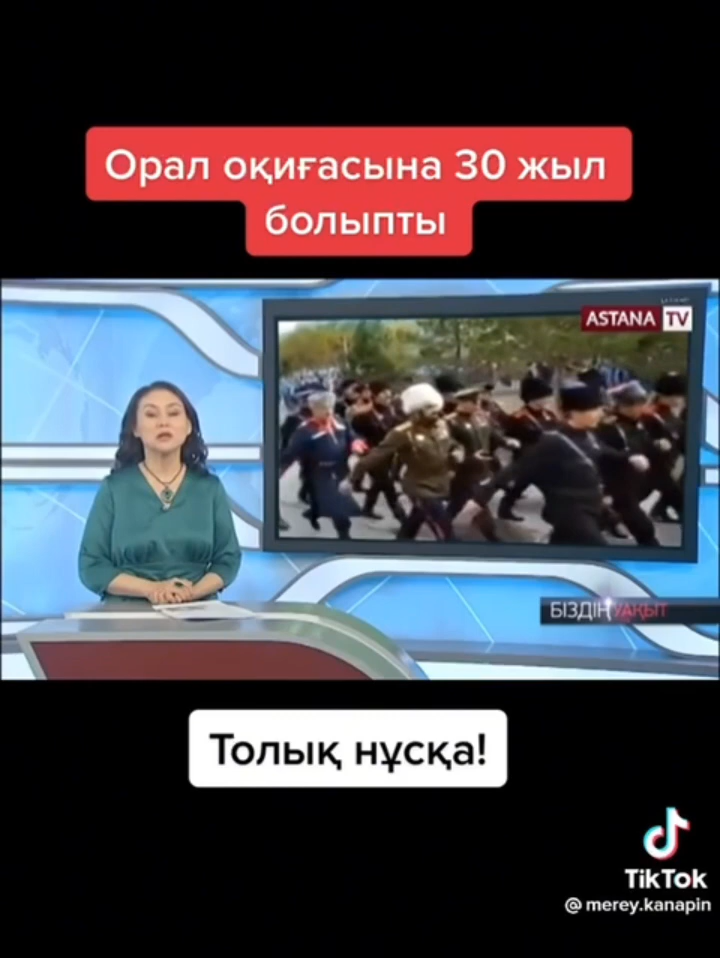 Орал оқиғасына 30 жыл
болыпты
ASTANA TV
БІЗДІҢ УАҚЫТ
Толық нұсқа!
TikTok
@merey.kanapin